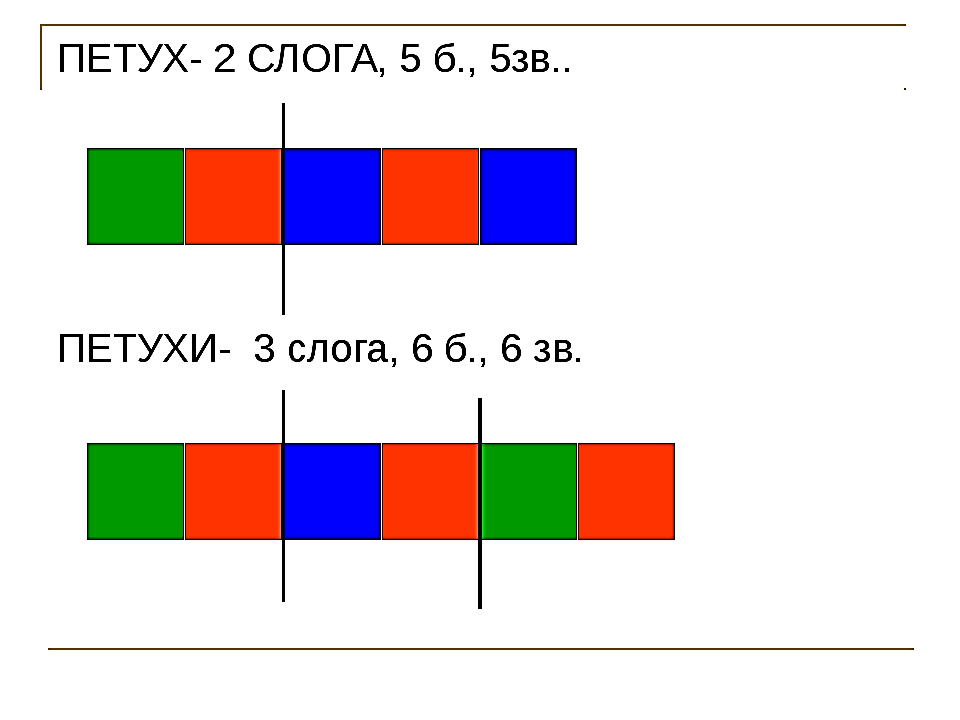 ПЕТУХ- 2 СЛОГА, 5 б., 5зв..
ПЕТУХИ-  3 слога, 6 б., 6 зв.